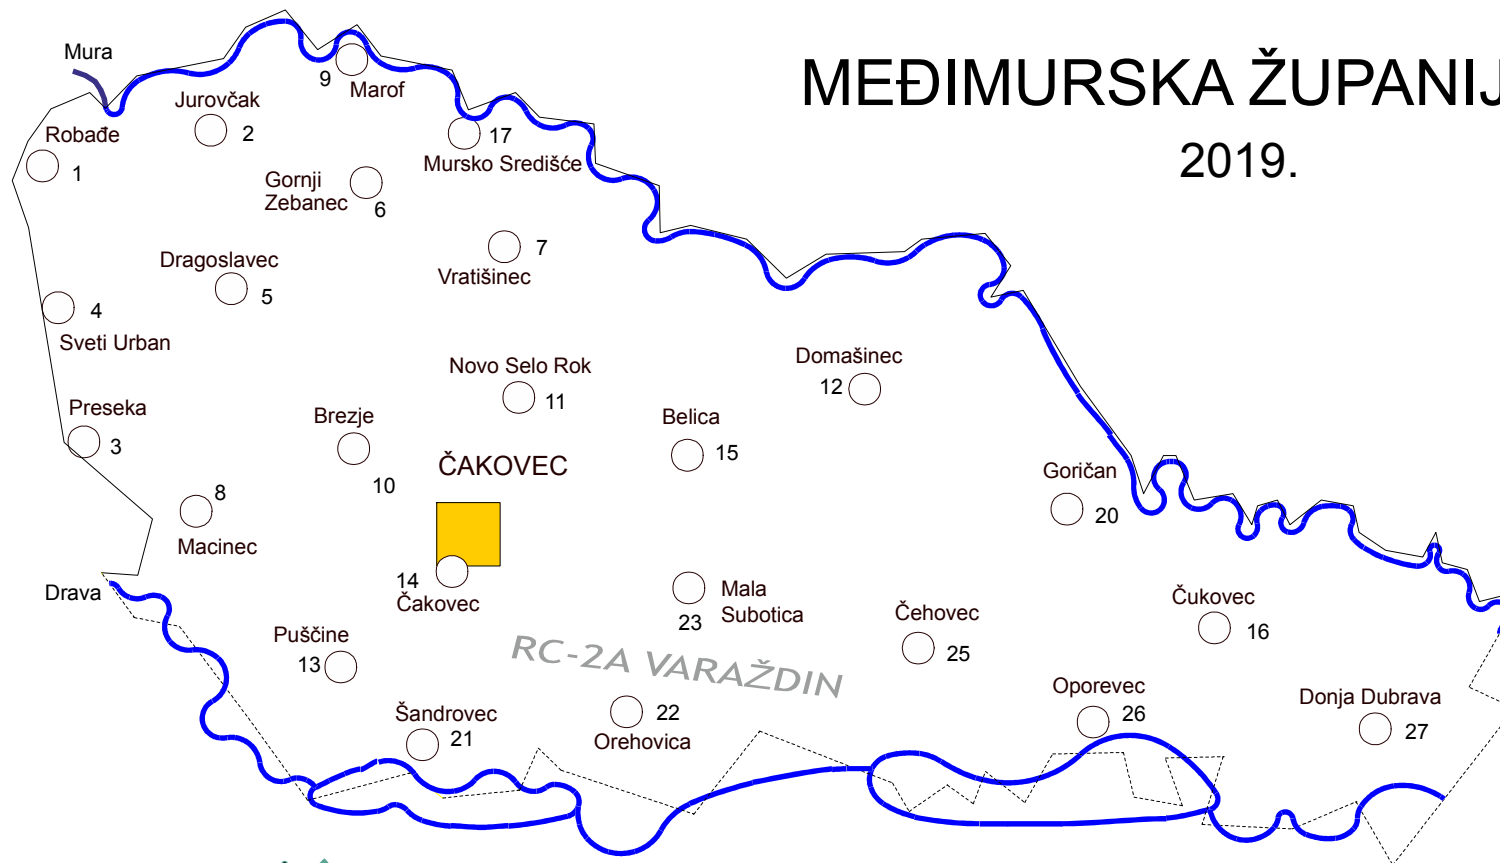 MEĐIMURSKA ŽUPANIJ
2019.
Mura
9
Marof
Jurovčak
2
Robađe
1
17
Mursko Središće
Gornji
Zebanec
6
7
Vratišinec
Dragoslavec
5
4
Sveti Urban
Novo Selo Rok
11
Domašinec
12
Preseka
3
Brezje
10
Belica
15
ČAKOVEC
Goričan
20
8
Macinec
14
Čakovec
Drava
Mala
Subotica
23
Čehovec
25
Čukovec
16
Puščine
13
RC-2A VARAŽDIN
Šandrovec
21
22
Orehovica
Oporevec
26
Donja Dubrava
27